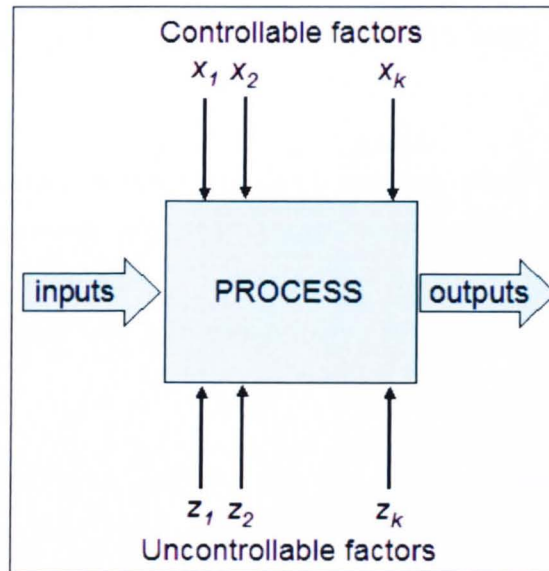 Controllable factors
x1 x2 xk
inputs
PROCESS
outputs
z1 z2 zk
Uncontrollable factors